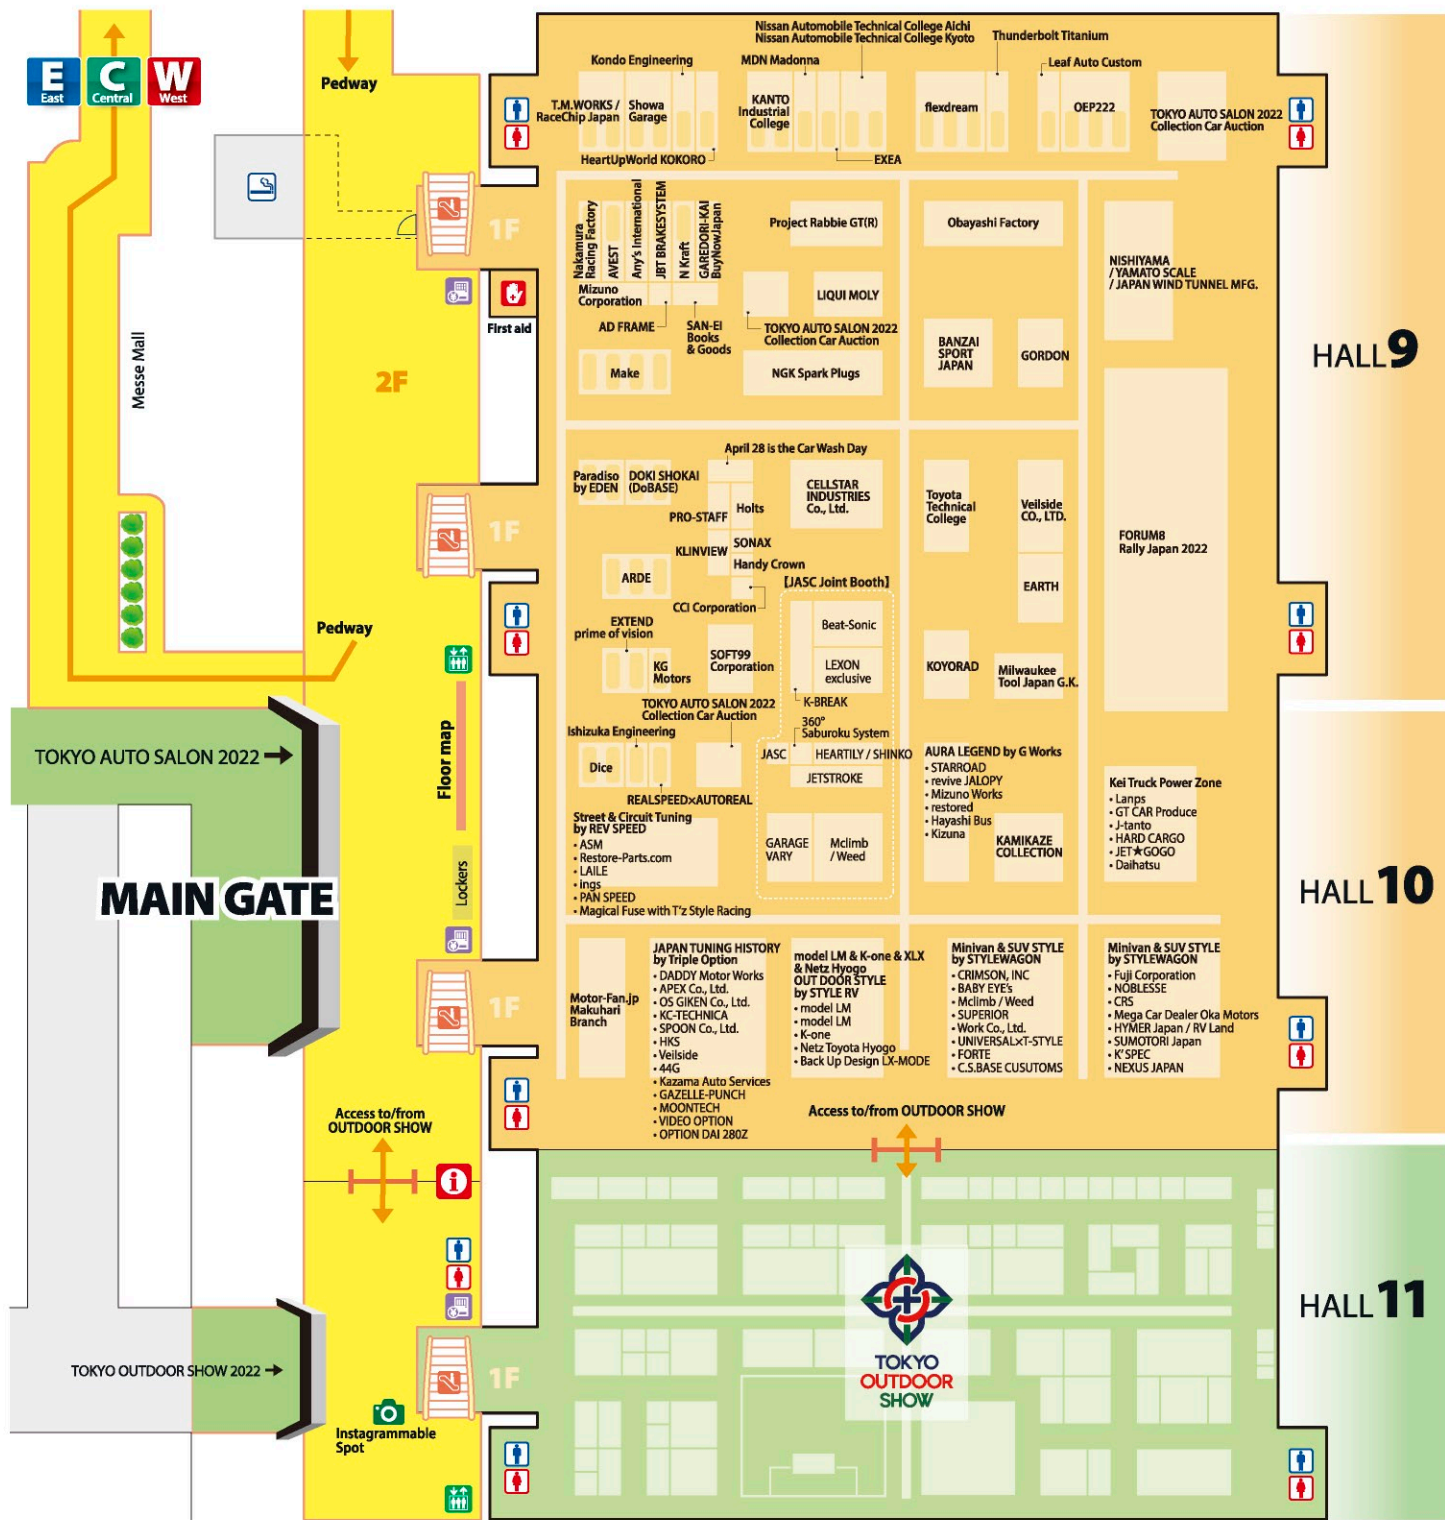 E
East
C
Central
W
West
Pedway
Messe Mall
2F
Pedway
Floor map
Lockers
TOKYO AUTO SALON 2022
MAIN GATE
Access to/from
OUTDOOR SHOW
i
TOKYO OUTDOOR SHOW 2022
Instagrammable
Spot
1F
First aid
1F
1F
1F
Nissan Automobile Technical College Aichi
Nissan Automobile Technical College Kyoto
Thunderbolt Titanium
Kondo Engineering
MDN Madonna
Leaf Auto Custom
T.M.WORKS /
RaceChip Japan
Showa
Garage
KANTO
Industrial
College
flexdream
OEP222
TOKYO AUTO SALON 2022
Collection Car Auction
HeartUpWorld KOKORO
EXEA
Nakamura
Racing Factory
AVEST
Any's International
JBT BRAKESYSTEM
N Kraft
GAREDORI-KAI
BuyNowJapan
Project Rabbie GT(R)
Obayashi Factory
NISHIYAMA
/ YAMATO SCALE
/ JAPAN WIND TUNNEL MFG.
Mizuno
Corporation
LIQUI MOLY
AD FRAME
SAN-EI
Books
& Goods
TOKYO AUTO SALON 2022
Collection Car Auction
BANZAI
SPORT
JAPAN
GORDON
Make
NGK Spark Plugs
HALL 9
April 28 is the Car Wash Day
Paradiso
by EDEN
DOKI SHOKAI
(DoBASE)
CELLSTAR
INDUSTRIES
Co., Ltd.
Toyota
Technical
College
Veilside
CO., LTD.
PRO-STAFF
Holts
FORUM8
Rally Japan 2022
KLINVIEW
SONAX
Handy Crown
ARDE
【JASC Joint Booth】
EARTH
CCI Corporation
EXTEND
prime of vision
Beat-Sonic
KG
Motors
SOFT99
Corporation
LEXON
exclusive
KOYORAD
Milwaukee
Tool Japan G.K.
K-BREAK
TOKYO AUTO SALON 2022
Collection Car Auction
360°
Saburoku System
Ishizuka Engineering
Dice
JASC
HEARTILY / SHINKO
JETSTROKE
REALSPEED×AUTOREAL
AURA LEGEND by G Works
• STARROAD
• revive JALOPY
• Mizuno Works
• restored
• Hayashi Bus
• Kizuna
KAMIKAZE
COLLECTION
Kei Truck Power Zone
• Lanps
• GT CAR Produce
• J-tanto
• HARD CARGO
• JET★GOGO
• Daihatsu
Street & Circuit Tuning
by REV SPEED
• ASM
• Restore-Parts.com
• LAILE
• ings
• PAN SPEED
• Magical Fuse with T'z Style Racing
GARAGE
VARY
Mclimb
/ Weed
HALL 10
Motor-Fan.jp
Makuhari
Branch
JAPAN TUNING HISTORY
by Triple Option
• DADDY Motor Works
• APEX Co., Ltd.
• OS GIKEN Co., Ltd.
• KC-TECHNICA
• SPOON Co., Ltd.
• HKS
• Veilside
• 44G
• Kazama Auto Services
• GAZELLE-PUNCH
• MOONTECH
• VIDEO OPTION
• OPTION DAI 280Z
model LM & K-one & XLX
& Netz Hyogo
OUT DOOR STYLE
by STYLE RV
• model LM
• model LM
• K-one
• Netz Toyota Hyogo
• Back Up Design LX-MODE
Minivan & SUV STYLE
by STYLEWAGON
• CRIMSON, INC
• BABY EYE's
• Mclimb / Weed
• SUPERIOR
• Work Co., Ltd.
• UNIVERSAL×T-STYLE
• FORTE
• C.S.BASE CUSUTOMS
Minivan & SUV STYLE
by STYLEWAGON
• Fuji Corporation
• NOBLESSE
• CRS
• Mega Car Dealer Oka Motors
• HYMER Japan / RV Land
• SUMOTORI Japan
• K' SPEC
• NEXUS JAPAN
Access to/from OUTDOOR SHOW
TOKYO
OUTDOOR
SHOW
HALL 11